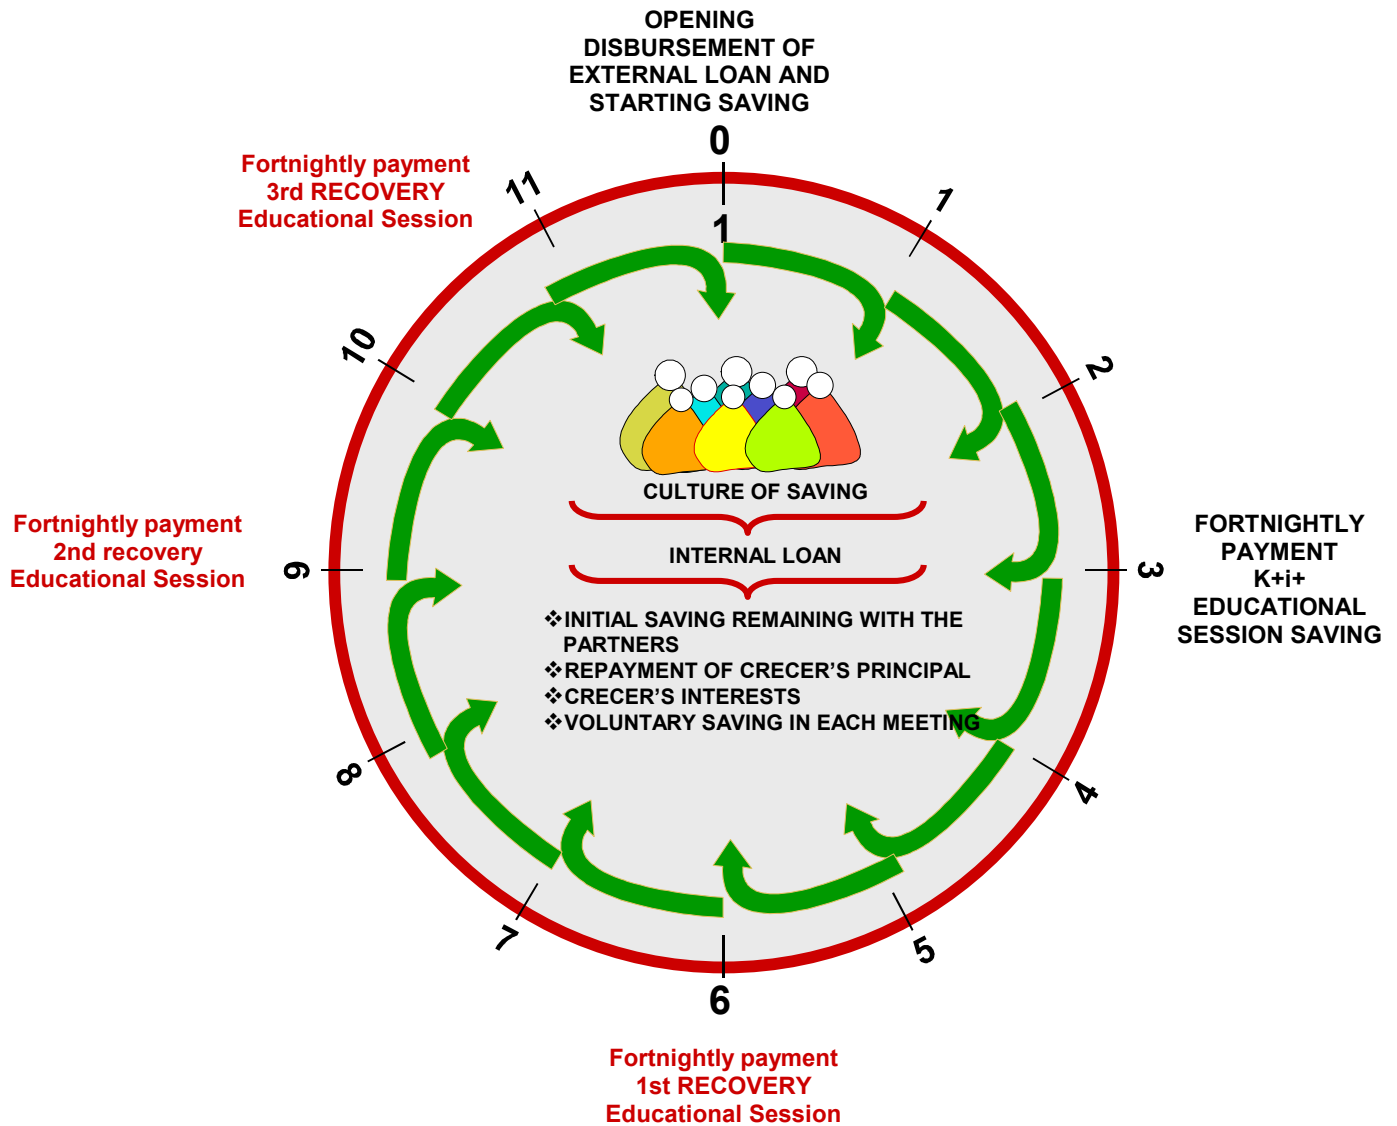 OPENING
DISBURSEMENT OF
EXTERNAL LOAN AND
STARTING SAVING
0
1
Fortnightly payment
3rd RECOVERY
Educational Session
11
1
10
2
CULTURE OF SAVING
Fortnightly payment
2nd recovery
Educational Session
9
INTERNAL LOAN
3
FORTNIGHTLY
PAYMENT
K+i+
EDUCATIONAL
SESSION SAVING
❖INITIAL SAVING REMAINING WITH THE
PARTNERS
❖REPAYMENT OF CRECER’S PRINCIPAL
❖CRECER’S INTERESTS
❖VOLUNTARY SAVING IN EACH MEETING
8
4
7
5
6
Fortnightly payment
1st RECOVERY
Educational Session